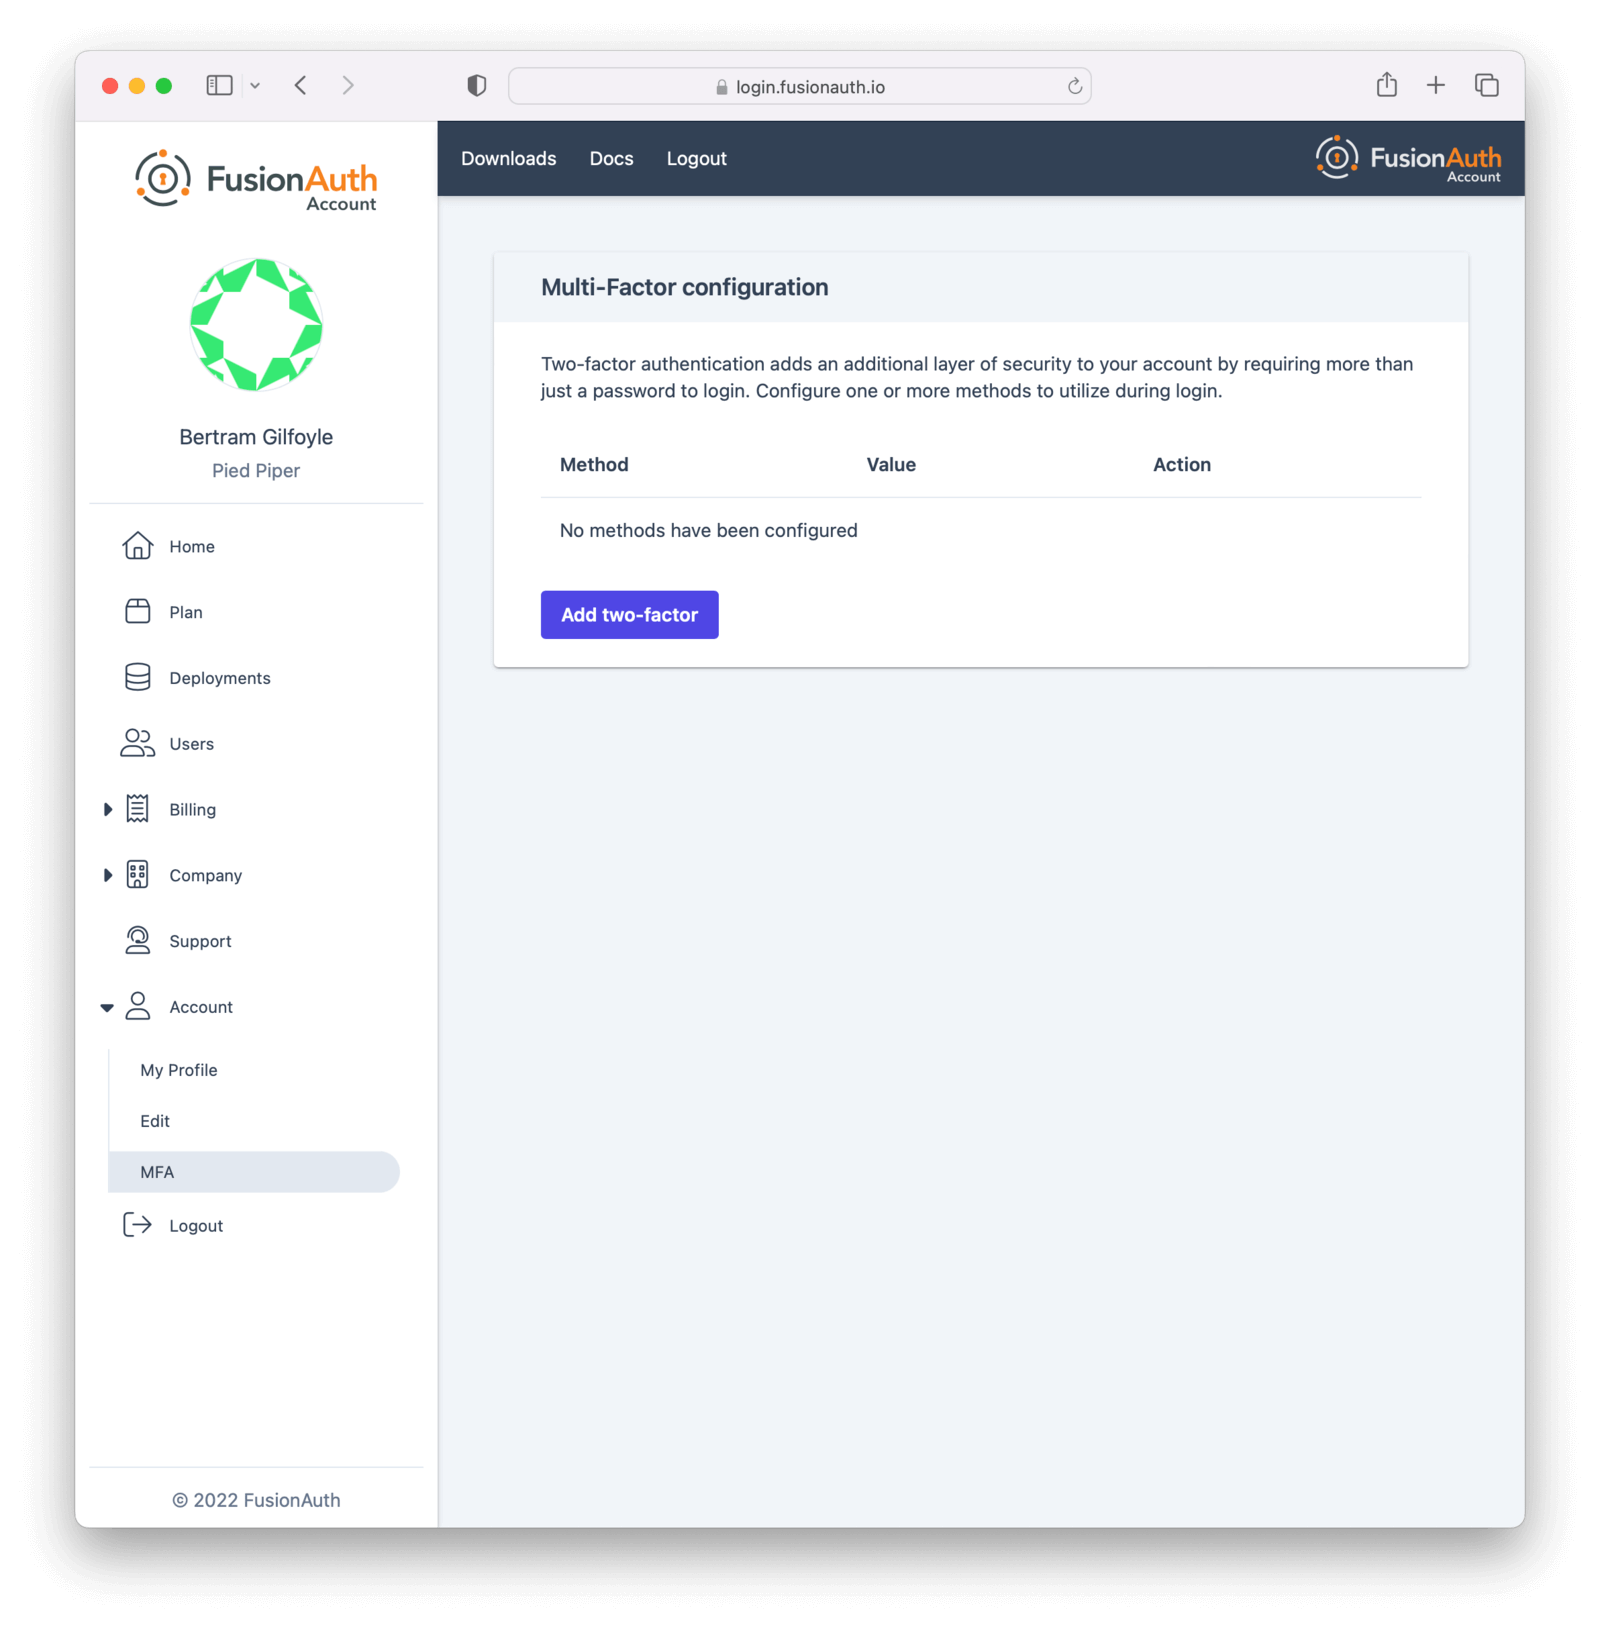 login.fusionauth.io
FusionAuth
Account
Bertram Gilfoyle
Pied Piper
Home
Plan
Deployments
Users
Billing
Company
Support
Account
My Profile
Edit
MFA
Logout
© 2022 FusionAuth
Downloads Docs Logout
FusionAuth
Account
Multi-Factor configuration
Two-factor authentication adds an additional layer of security to your account by requiring more than
just a password to login. Configure one or more methods to utilize during login.
Method Value Action
No methods have been configured
Add two-factor